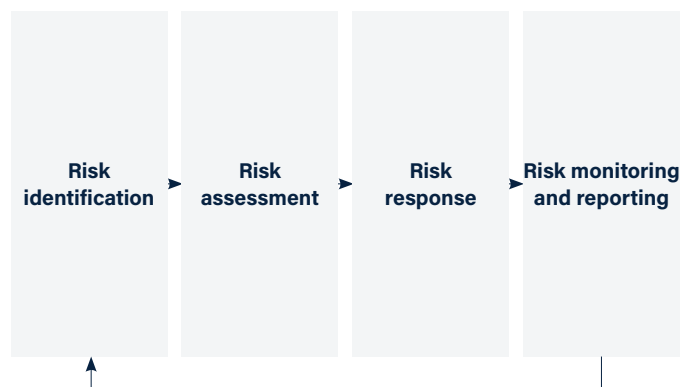 Risk
identification
Risk
assessment
Risk
response
Risk monitoring
and reporting